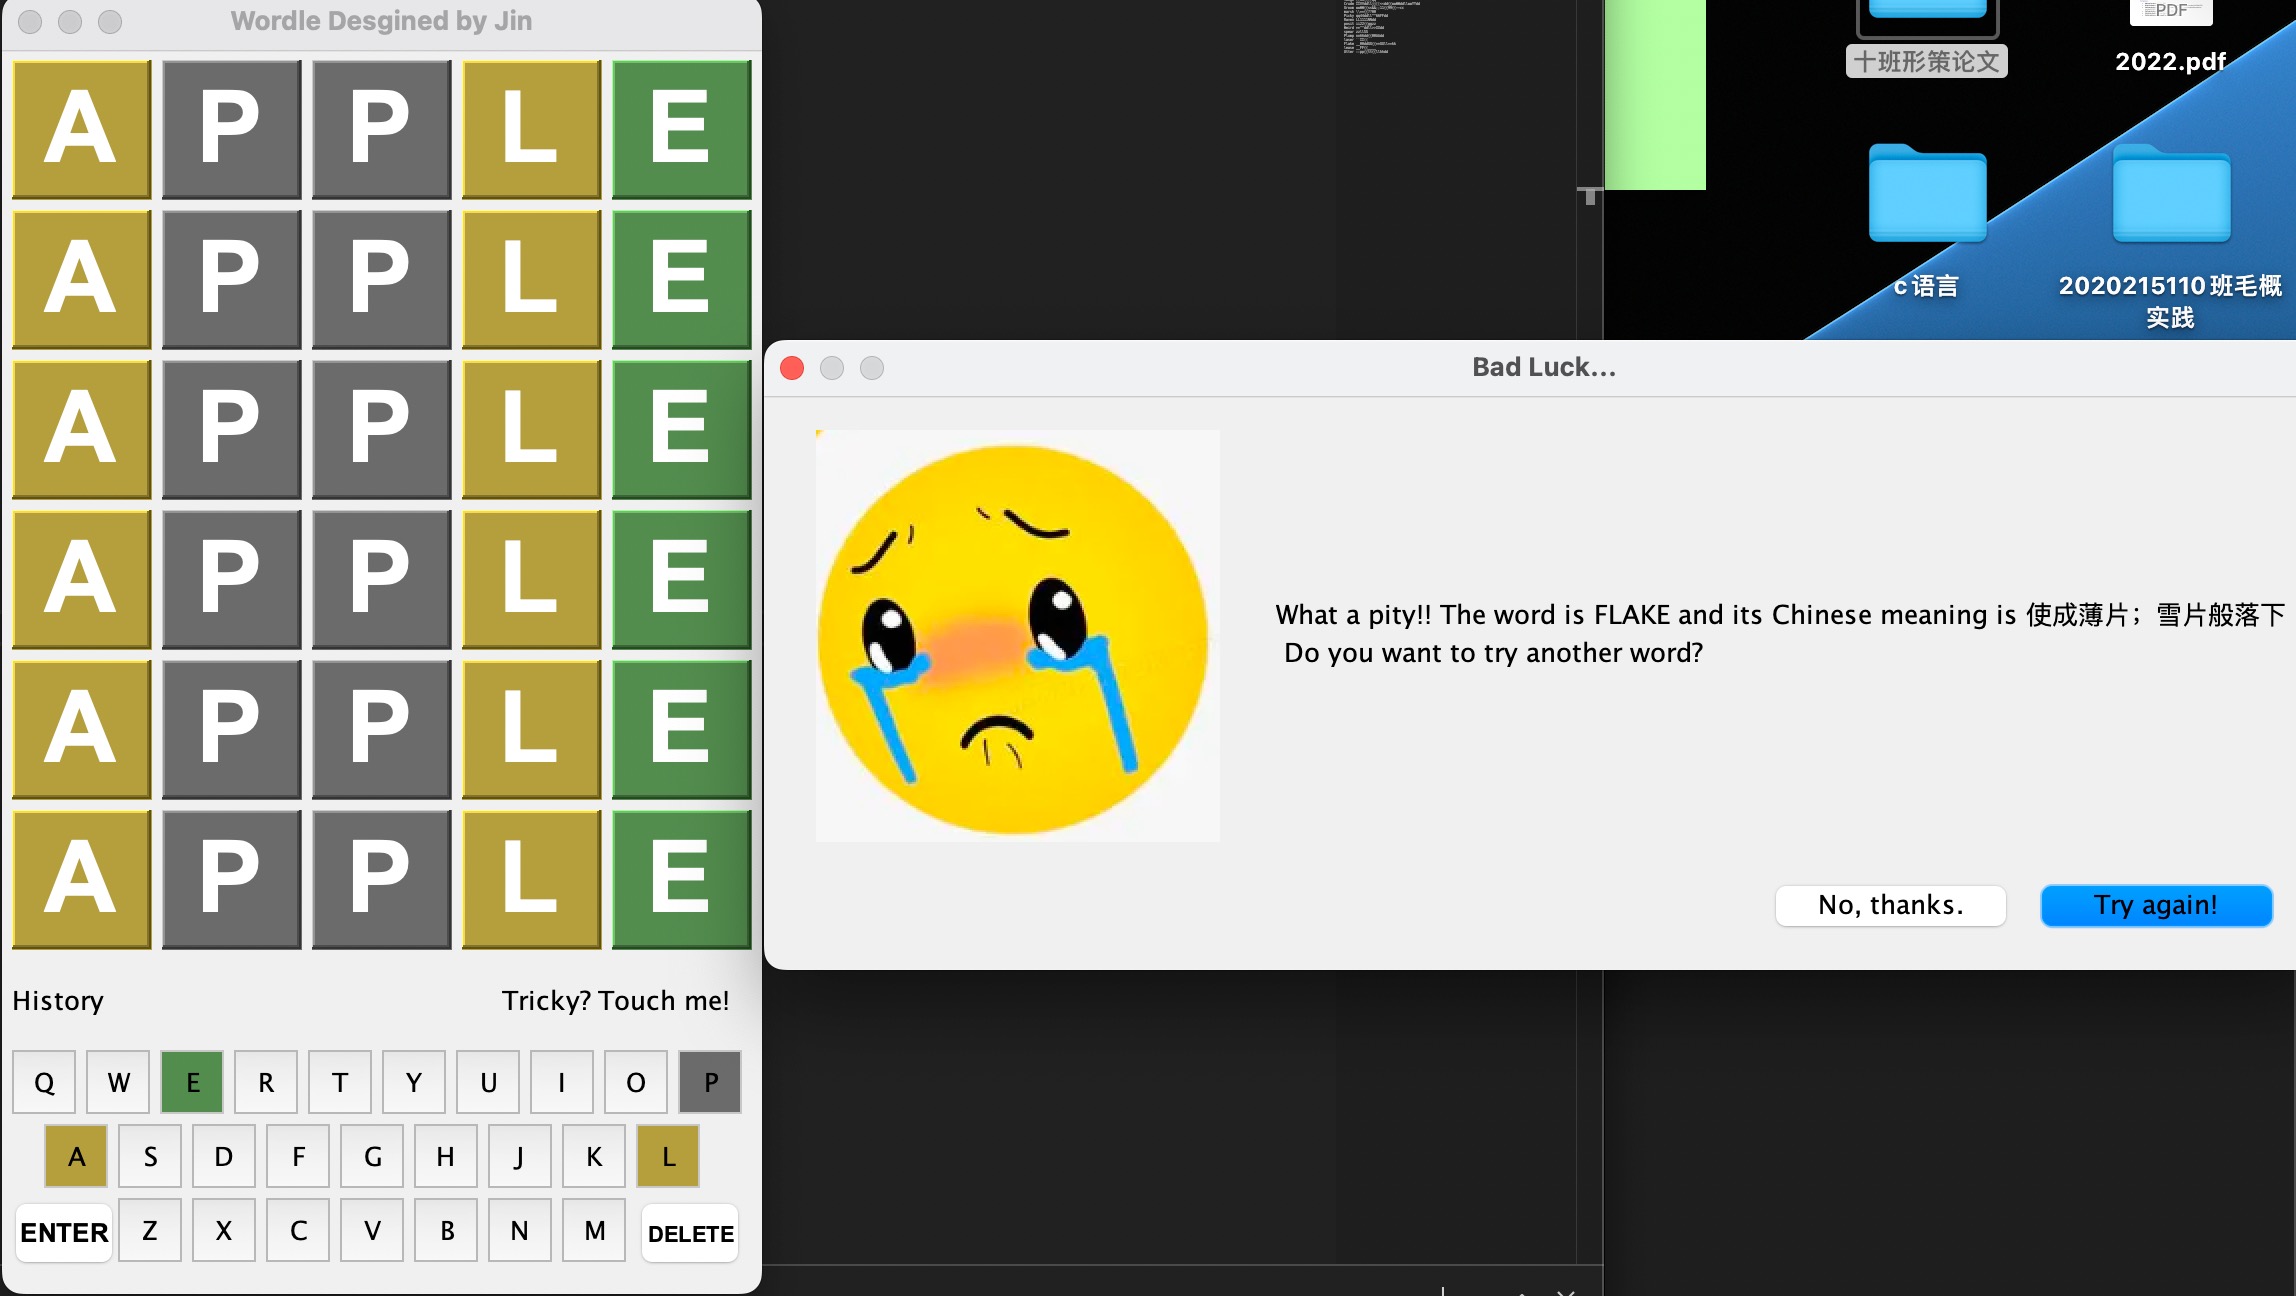 Wordle Desgined by Jin
A P P L E
A P P L E
A P P L E
A P P L E
A P P L E
A P P L E
History
Tricky? Touch me!
Q W E R T Y U I O P
A S D F G H J K L
ENTER Z X C V B N M DELETE
PDF
十班形策论文
2022.pdf
c语言
2020215110班毛概
实践
Bad Luck...
What a pity!! The word is FLAKE and its Chinese meaning is 使成薄片；雪片般落下
Do you want to try another word?
No, thanks.
Try again!